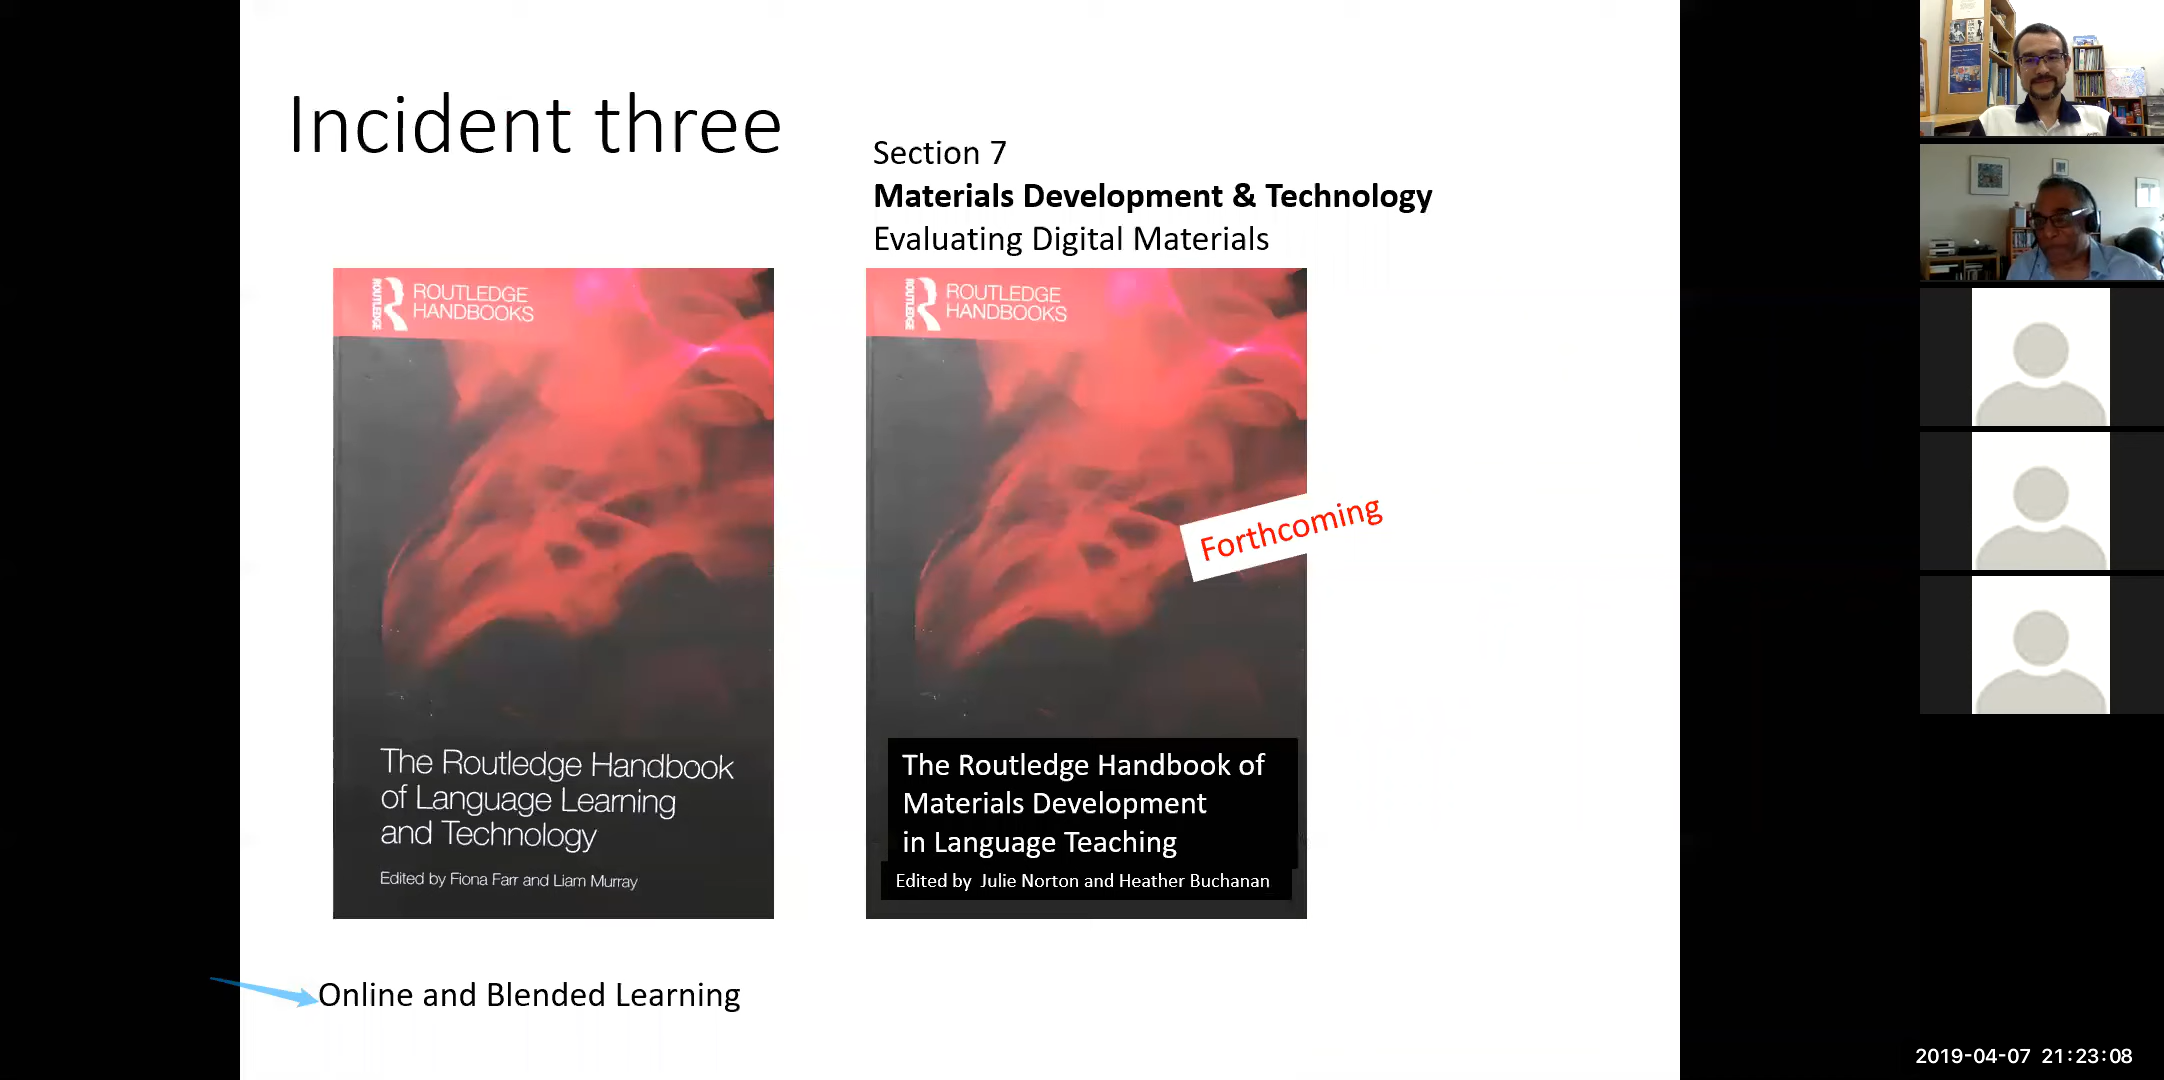 Incident three
Section 7
Materials Development & Technology
Evaluating Digital Materials
ROUTLEDGE
ROUTLEDGE
HANDBOOKS
The Routledge Handbook
of Language Learning
and Technology
Edited by Fiona Farr and Liam Murray
ROUTLEDGE
ROUTLEDGE
HANDBOOKS
Forthcoming
The Routledge Handbook of
Materials Development
in Language Teaching
Edited by Julie Norton and Heather Buchanan
Online and Blended Learning
2019-04-07 21:23:08